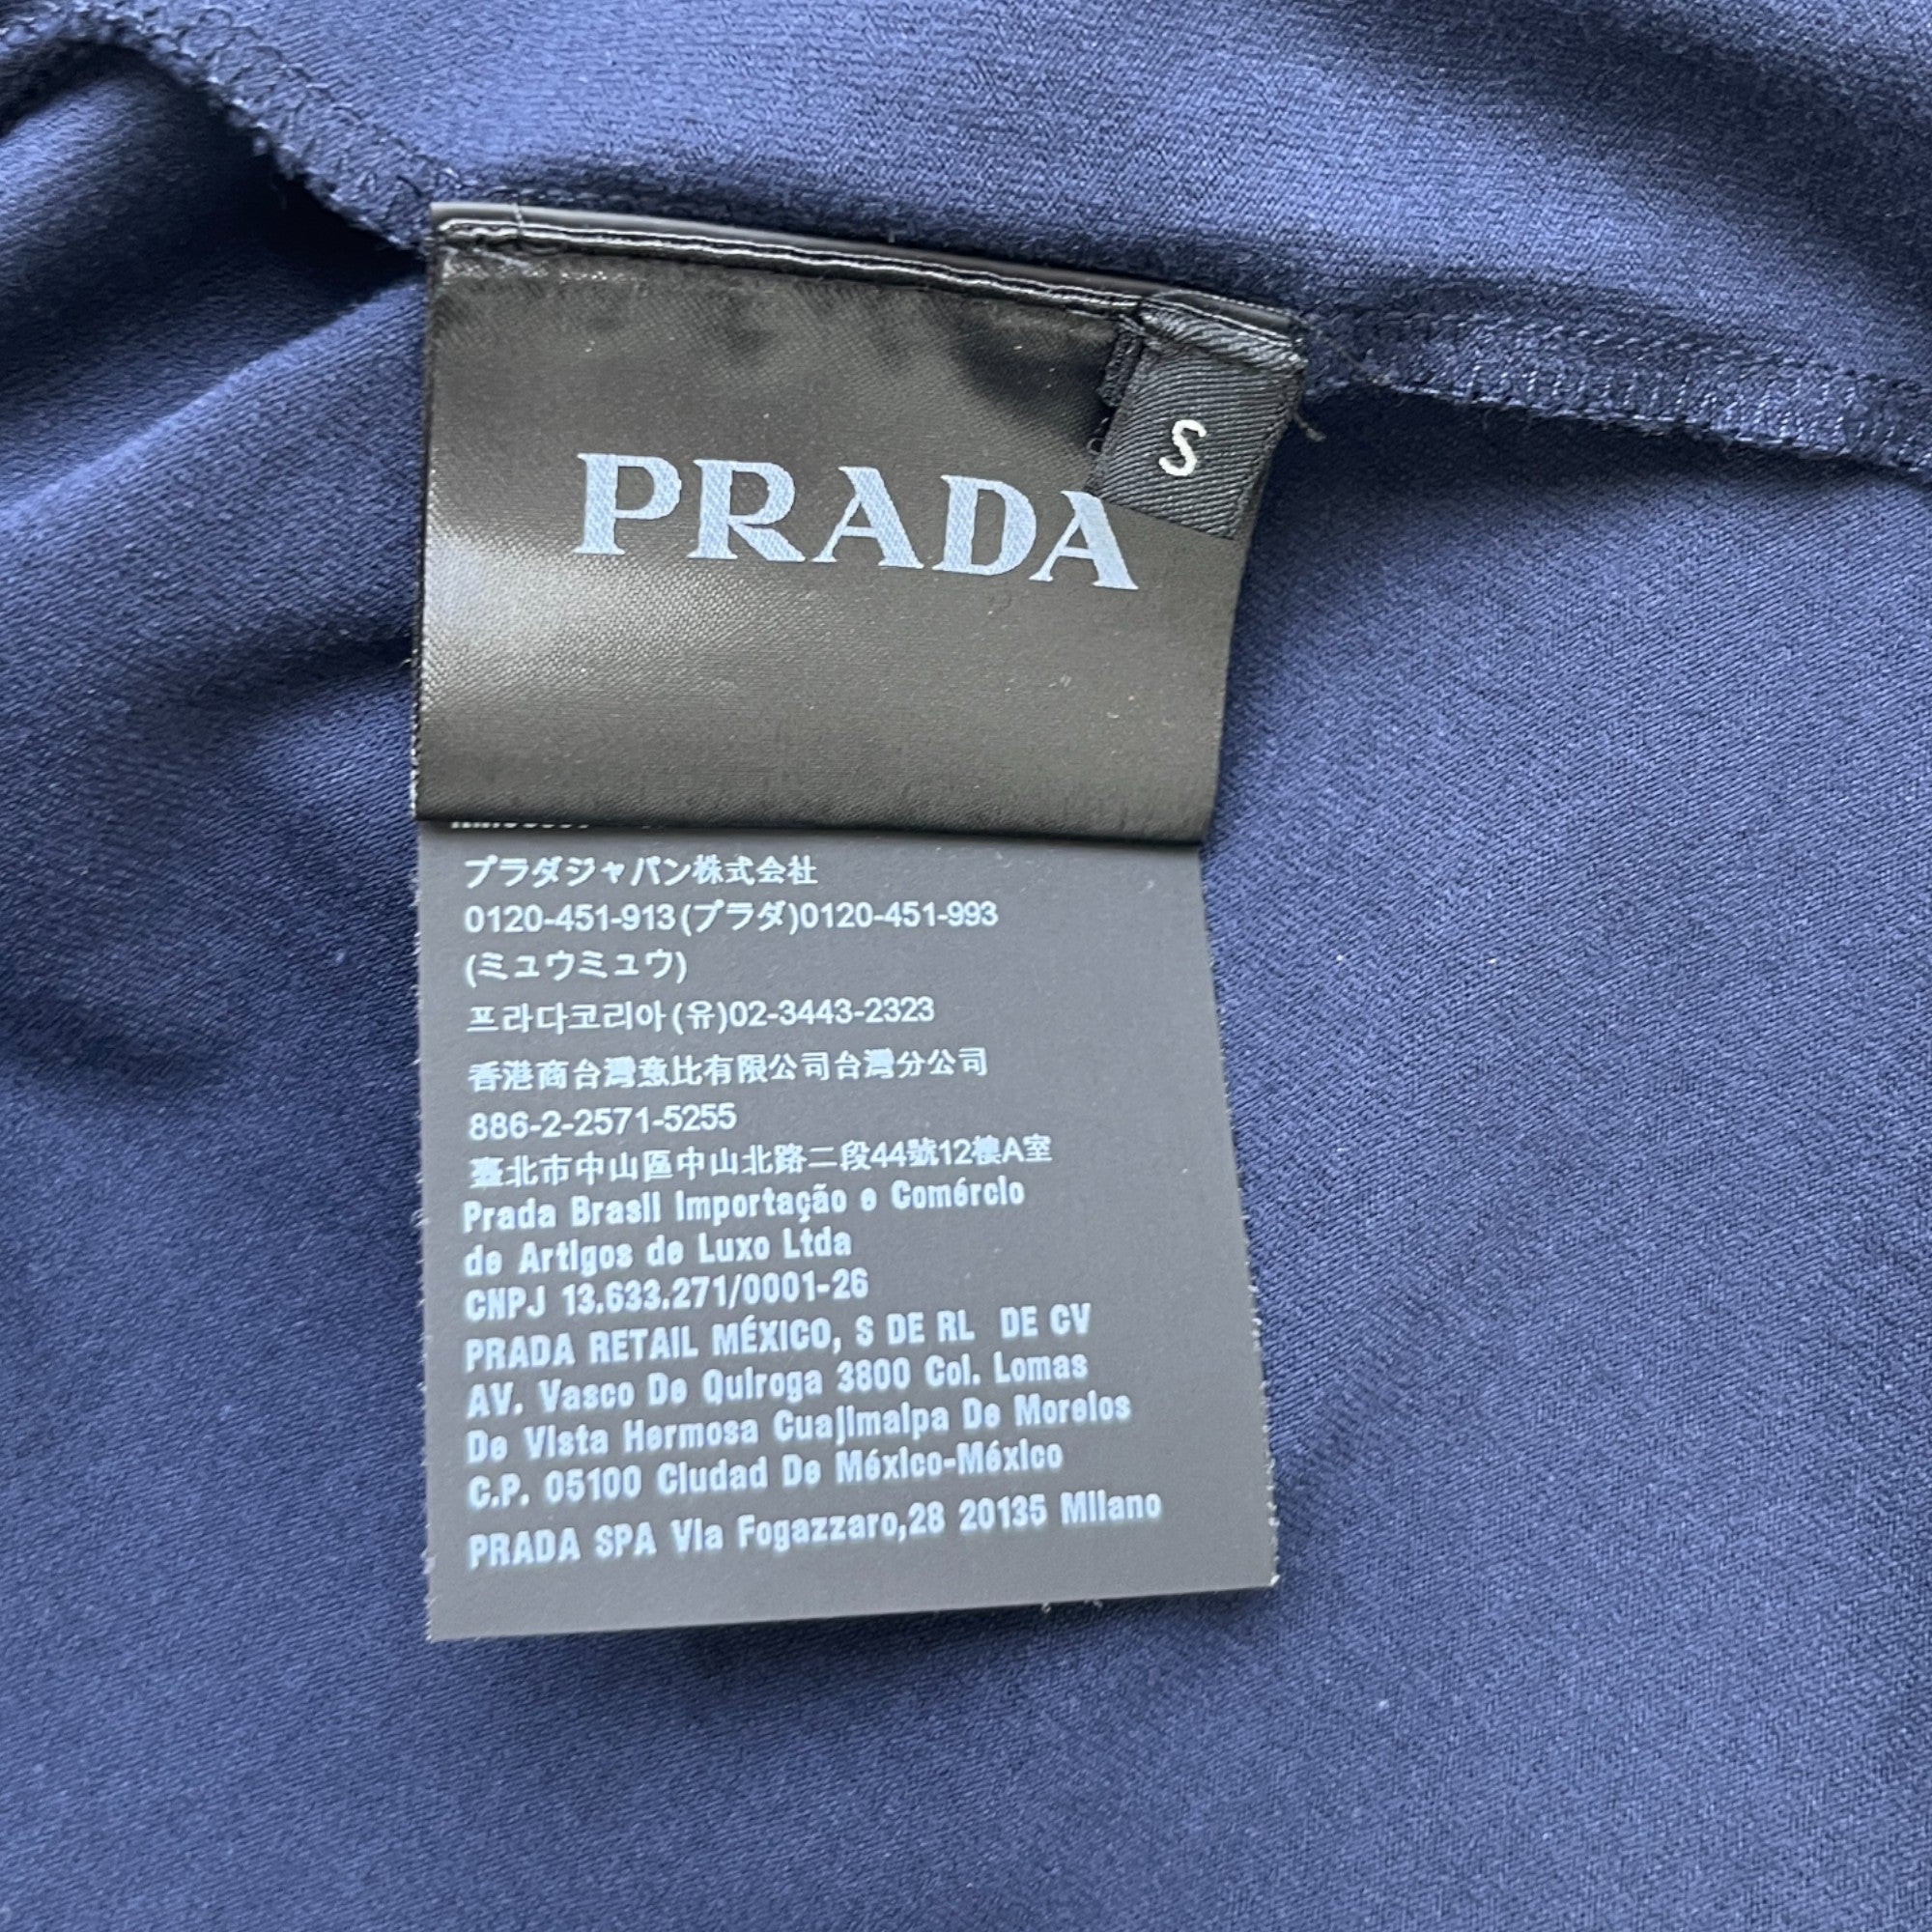 PRADA
S
プラダジャパン株式会社
0120-451-913(プラダ)0120-451-993
(ミュウミュウ)
프라다코리아(유)02-3443-2323
香港商台灣惫比有限公司台灣分公司
886-2-2571-5255
臺北市中山區中山北路二段44號12樓A室
Prada Brasil Importação e Comércio
de Artigos de Luxo Ltda
CNPJ 13.633.271/0001-26
PRADA RETAIL MÉXICO, S DE RL DE CV
AV. Vasco De Quiroga 3800 Col. Lomas
De Vista Hermosa Cuajimalpa De Morelos
C.P. 05100 Ciudad De México-México
PRADA SPA Via Fogazzaro,28 20135 Milano